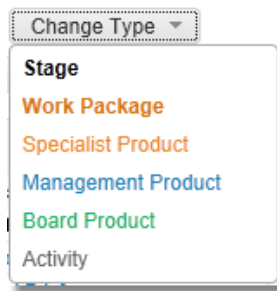 Change Type
Stage
Work Package
Specialist Product
Management Product
Board Product
Activity